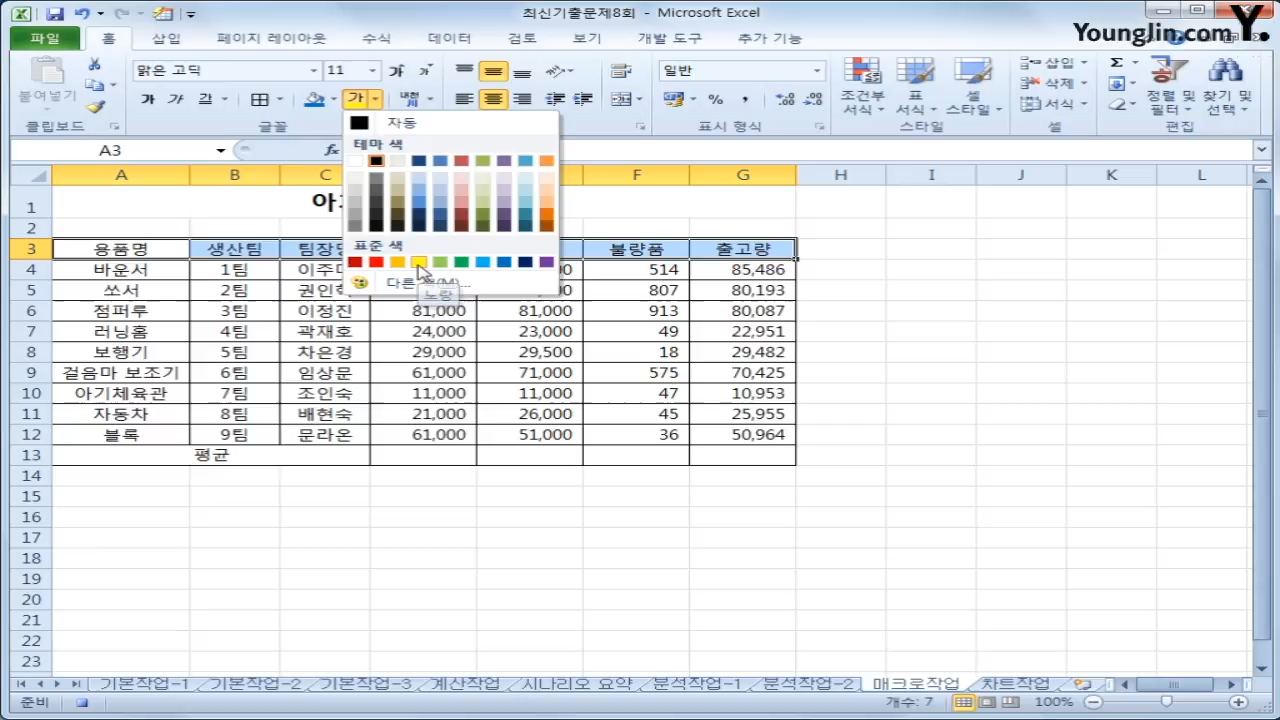 최신기출문제8회 - Microsoft Excel
YoungJin.com Y.
파일 홈 삽입 페이지 레이아웃 수식 데이터 검토 보기 개발 도구 추가 기능
붙여넣기 맑은 고딕 11 가 가 일반 조건부 서식 표 서식 셀 스타일 삽입 삭제 서식 Σ 정렬 및 필터 찾기 및 선택
가 가 가 가 내천 %
클립보드 글꼴 표시 형식 스타일 셀 편집
A3 fx
자동
테마 색
표준 색
노랑
A B C F G H I J K L
1
2
3 용품명 생산팀 불량품 출고량
4 바운서 1팀 514 85,486
5 쏘서 2팀 807 80,193
6 점퍼루 3팀 이정진 81,000 81,000 913 80,087
7 러닝홈 4팀 곽재호 24,000 23,000 49 22,951
8 보행기 5팀 차은경 29,000 29,500 18 29,482
9 걸음마 보조기 6팀 임상문 61,000 71,000 575 70,425
10 아기체육관 7팀 조인숙 11,000 11,000 47 10,953
11 자동차 8팀 배현숙 21,000 26,000 45 25,955
12 블록 9팀 문라온 61,000 51,000 36 50,964
13 평균
14
15
16
17
18
19
20
21
22
23
기본작업-1 기본작업-2 기본작업-3 계산작업 시나리오 요약 분석작업-1 분석작업-2 매크로작업 차트작업
준비 개수: 7 100%